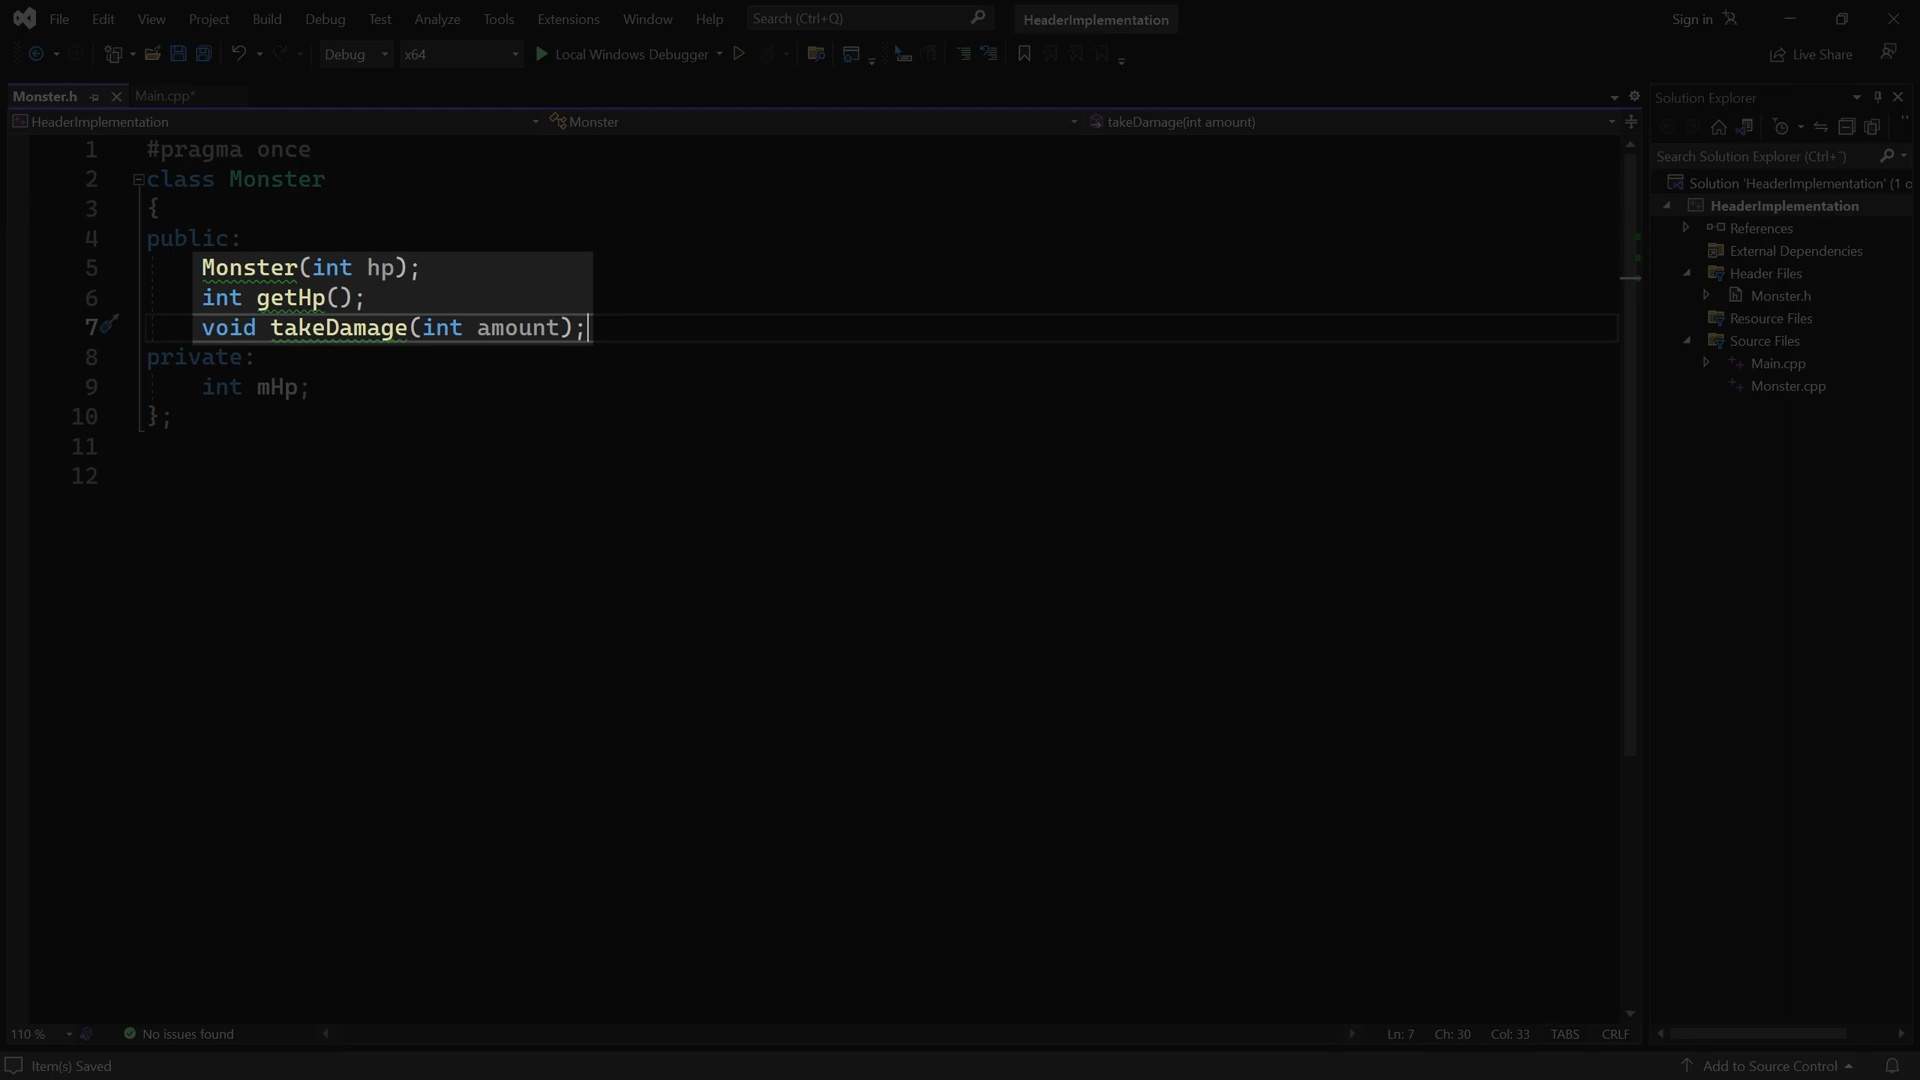 File Edit View Project Build Debug Test Analyze Tools Extensions Window Help Search (Ctrl+Q) HeaderImplementation Sign in
Debug x64 Local Windows Debugger Live Share
Monster.h Main.cpp*
HeaderImplementation Monster takeDamage(int amount)
1 #pragma once
2 class Monster
3 {
4 public:
5 Monster(int hp);
6 int getHp();
7 void takeDamage(int amount);
8 private:
9 int mHp;
10 };
11
12
Solution Explorer
Search Solution Explorer (Ctrl+¨)
Solution 'HeaderImplementation' (1 o
HeaderImplementation
References
External Dependencies
Header Files
Monster.h
Resource Files
Source Files
Main.cpp
Monster.cpp
110 % No issues found Ln: 7 Ch: 30 Col: 33 TABS CRLF
Item(s) Saved Add to Source Control